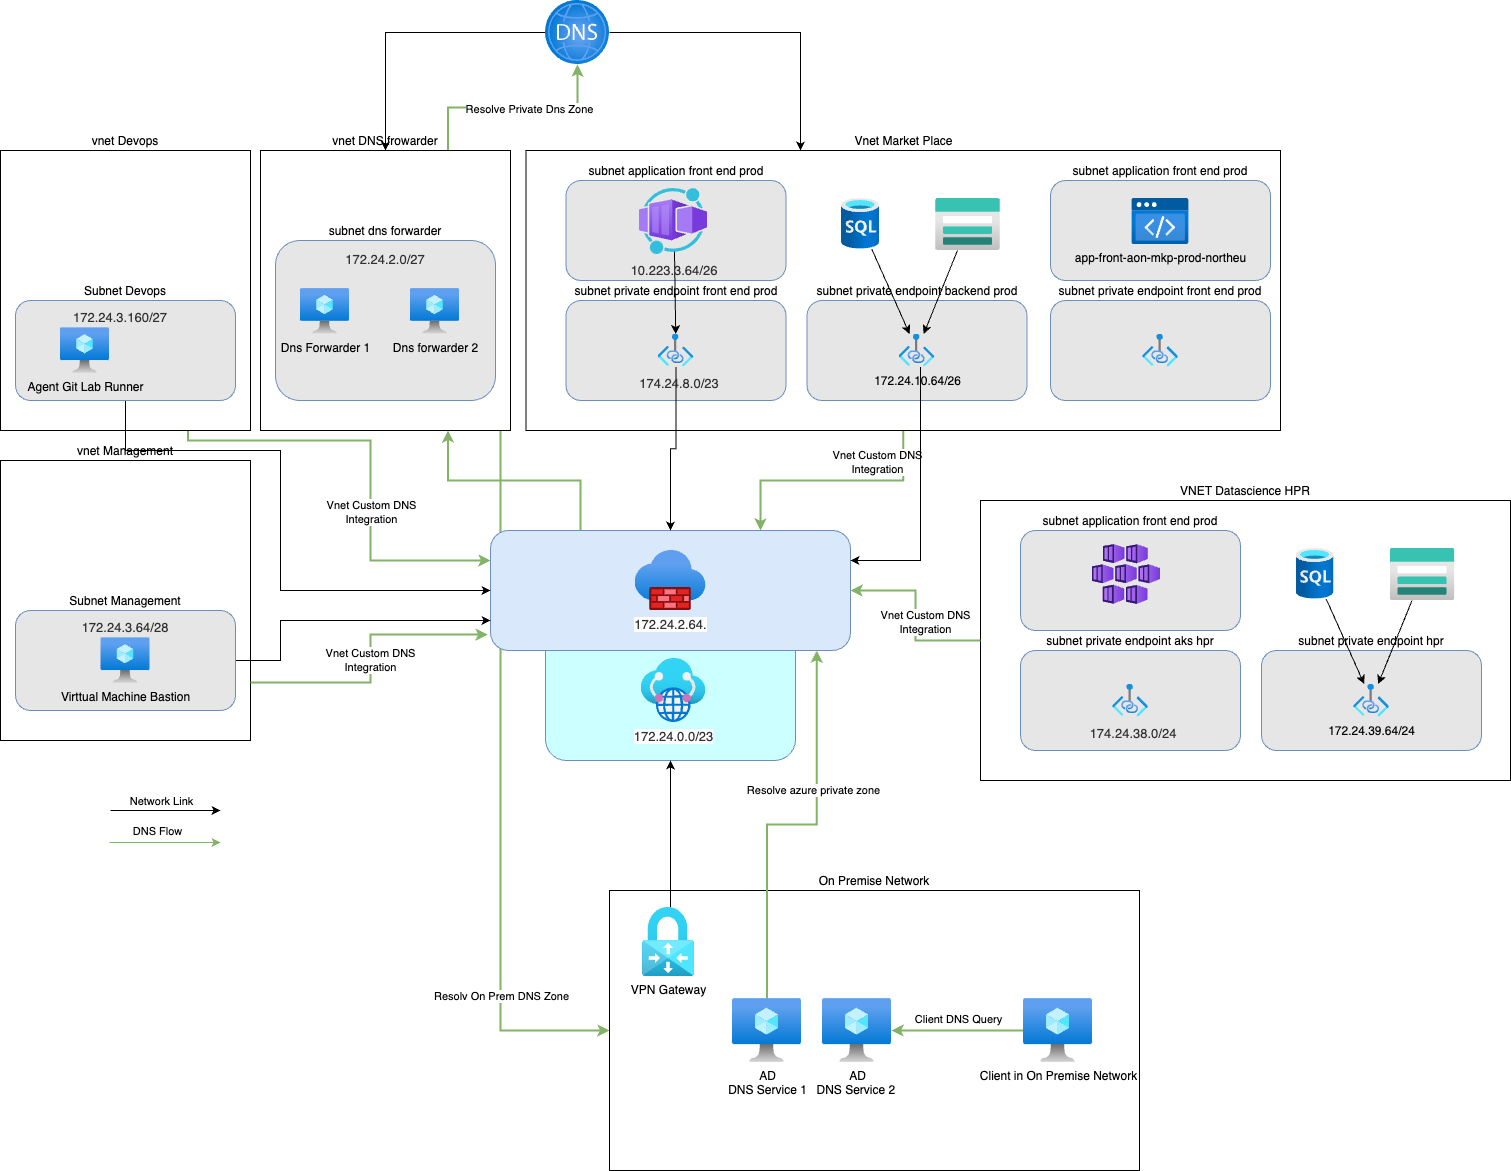 DNS
Resolve Private Dns Zone
vnet Devops
vnet DNS frowarder
Vnet Market Place
subnet application front end prod
subnet application front end prod
SQL
subnet dns forwarder
172.24.2.0/27
10.223.3.64/26
app-front-aon-mkp-prod-northeu
Subnet Devops
subnet private endpoint front end prod
subnet private endpoint backend prod
subnet private endpoint front end prod
172.24.3.160/27
Dns Forwarder 1
Dns forwarder 2
Agent Git Lab Runner
174.24.8.0/23
172.24.10.64/26
vnet Management
Vnet Custom DNS
Integration
Vnet Custom DNS
Integration
VNET Datascience HPR
subnet application front end prod
SQL
Subnet Management
172.24.3.64/28
172.24.2.64.
Vnet Custom DNS
Integration
Vnet Custom DNS
Integration
subnet private endpoint aks hpr
subnet private endpoint hpr
Virttual Machine Bastion
172.24.0.0/23
174.24.38.0/24
172.24.39.64/24
Network Link
DNS Flow
Resolve azure private zone
On Premise Network
VPN Gateway
Resolv On Prem DNS Zone
Client DNS Query
AD
DNS Service 1
AD
DNS Service 2
Client in On Premise Network